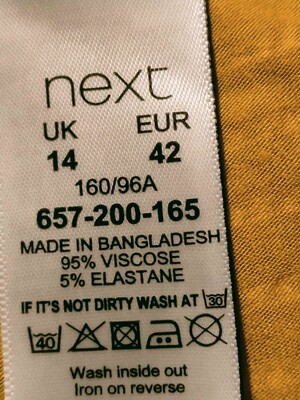 next
UK EUR
14 42
160/96A
657-200-165
MADE IN BANGLADESH
95% VISCOSE
5% ELASTANE
IF IT'S NOT DIRTY WASH AT 30
40
Wash inside out
Iron on reverse